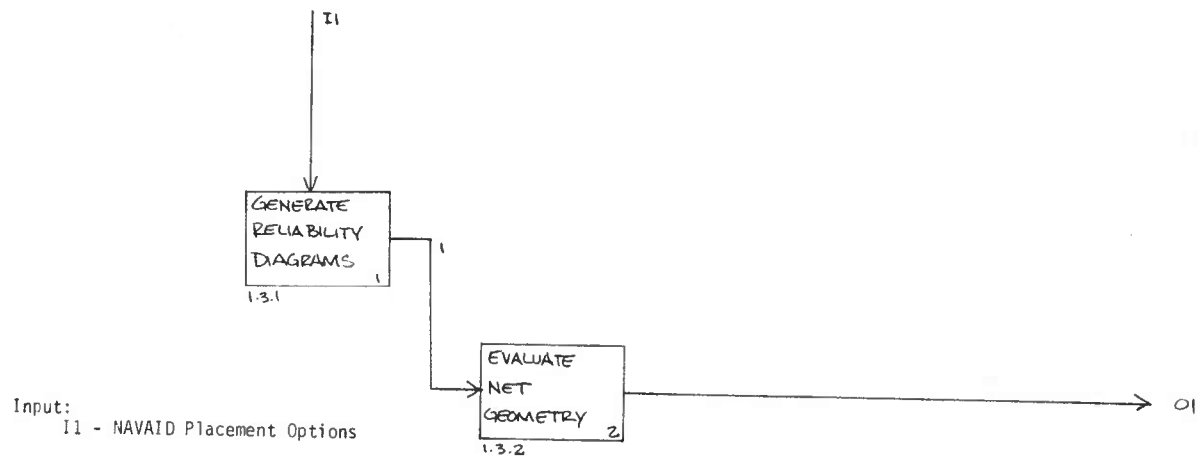 I1
GENERATE
RELIABILITY
DIAGRAMS
1
1
1.3.1
EVALUATE
NET
GEOMETRY
2
O1
1.3.2
Input:
I1 - NAVAID Placement Options